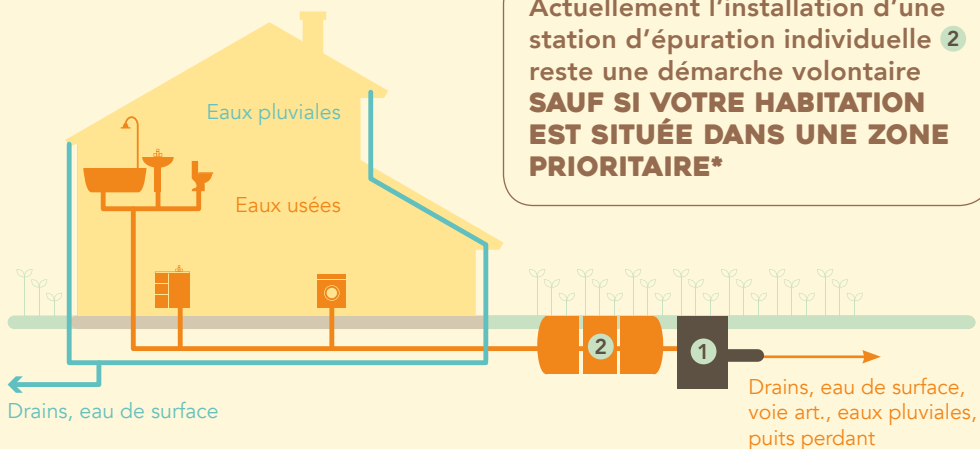 Actuellement l'installation d'une
station d'épuration individuelle 2
reste une démarche volontaire
SAUF SI VOTRE HABITATION
EST SITUÉE DANS UNE ZONE
PRIORITAIRE*
Eaux pluviales
Eaux usées
2
1
Drains, eau de surface
Drains, eau de surface,
voie art., eaux pluviales,
puits perdant